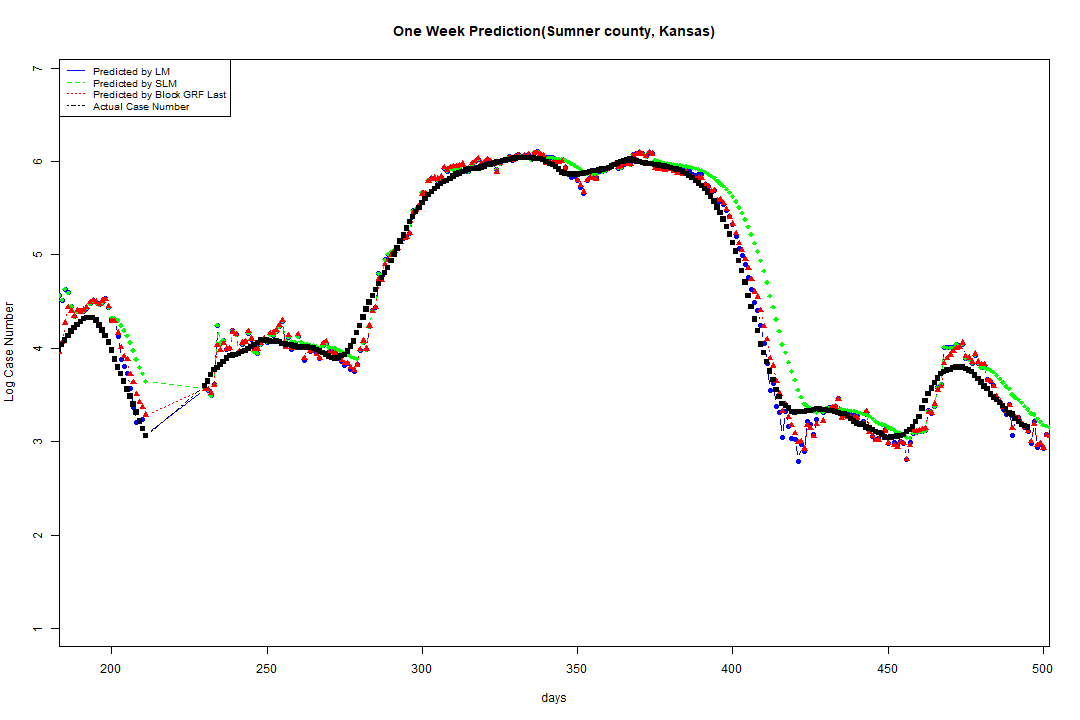 One Week Prediction(Sumner county, Kansas)
Predicted by LM
Predicted by SLM
Predicted by Block GRF Last
Actual Case Number
7
6
5
4
3
2
1
Log Case Number
200 250 300 350 400 450 500
days